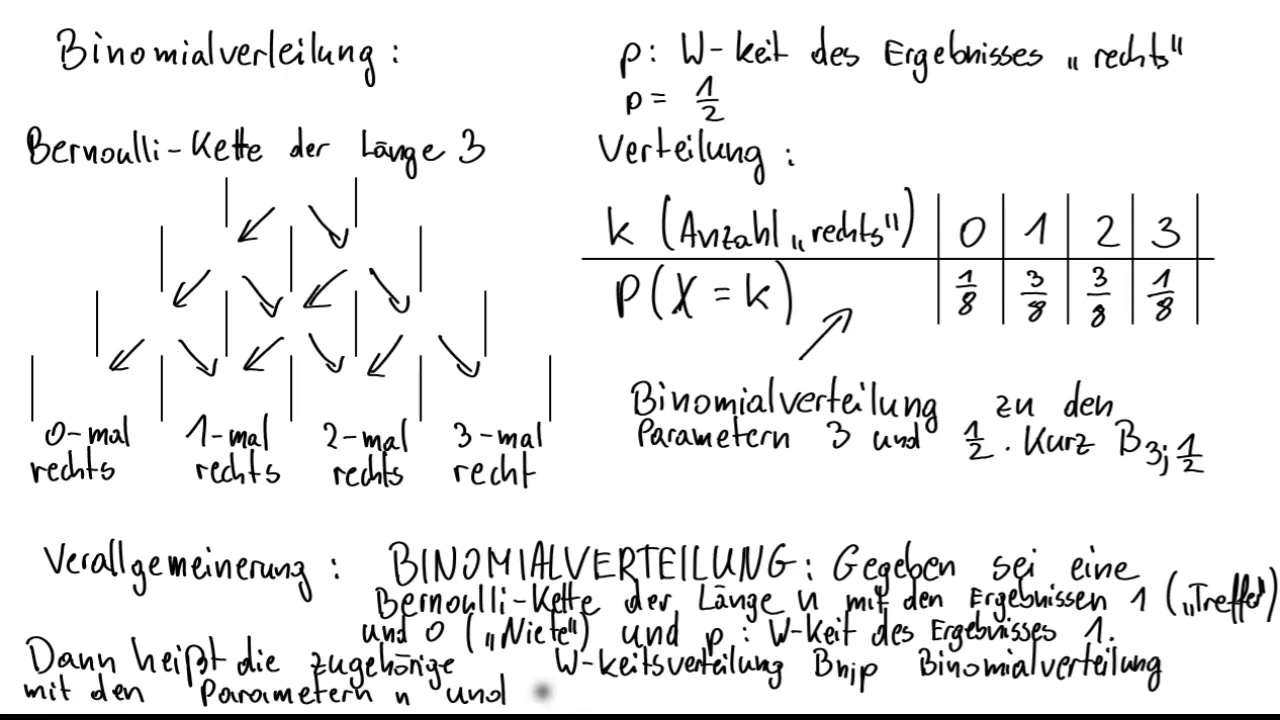 Binomialverleilung:
Bernoulli-Kette der Länge 3
0-mal rechts
1-mal rechts
2-mal rechts
3-mal recht
p: W-keit des Ergebnisses „rechts"
p = 1/2
Verteilung:
k (Anzahl „rechts") | 0 | 1 | 2 | 3
P(X = k) | 1/8 | 3/8 | 3/8 | 1/8
Binomialverteilung zu den
Parametern 3 und 1/2. Kurz B3;1/2
Verallgemeinerung: BINOMIALVERTEILUNG: Gegeben sei eine
Bernoulli-Kette der Länge n mit den Ergebnissen 1 („Treffer")
und 0 („Niete") und p: W-keit des Ergebnisses 1.
Dann heißt die zugehörige W-keitsverteilung Bn;p Binomialverteilung
mit den Parametern n und